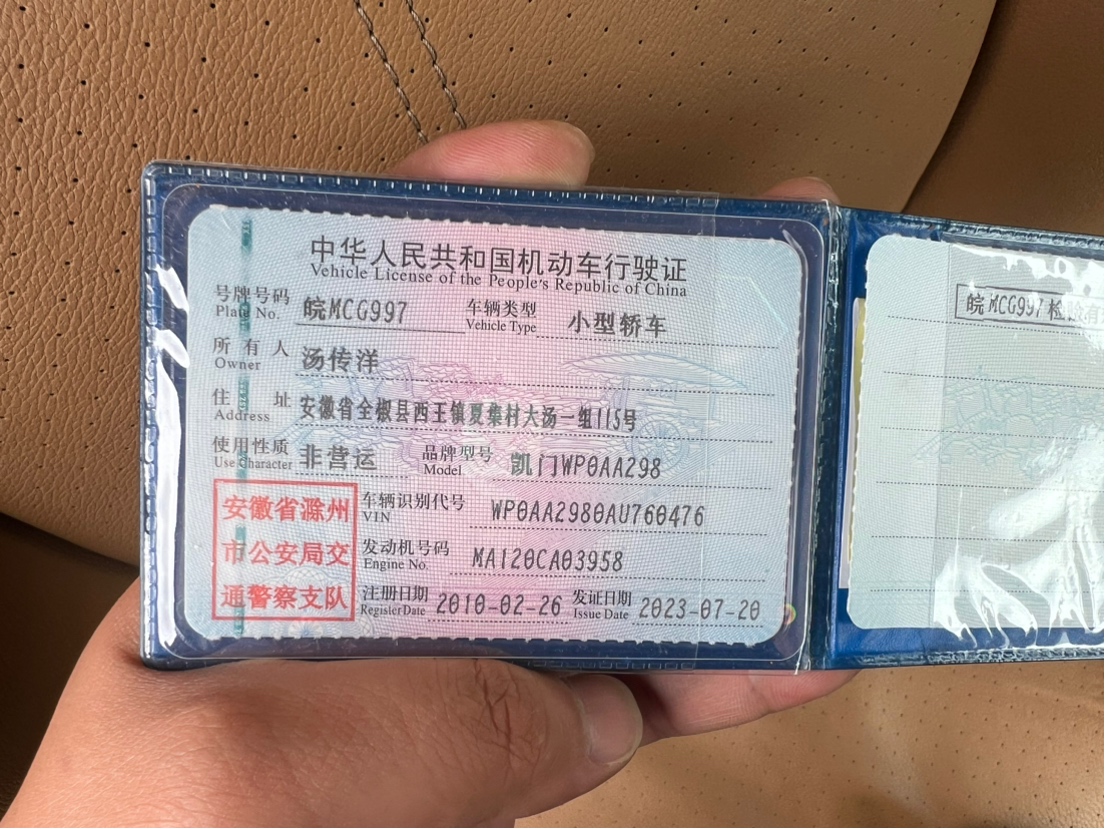 中华人民共和国机动车行驶证
Vehicle License of the People's Republic of China
号牌号码 皖MCG997 车辆类型 小型轿车
Plate No. Vehicle Type
所有人 汤传洋
Owner
住址 安徽省全椒县西王镇夏集村大汤一组115号
Address
使用性质 非营运 品牌型号 凯门WP0AA298
Use Character Model
安徽省滁州
市公安局交
通警察支队
车辆识别代号 WP0AA2980AU760476
VIN
发动机号码 MA120CA03958
Engine No.
注册日期 2010-02-26 发证日期 2023-07-20
Register Date Issue Date
皖MCG997 检